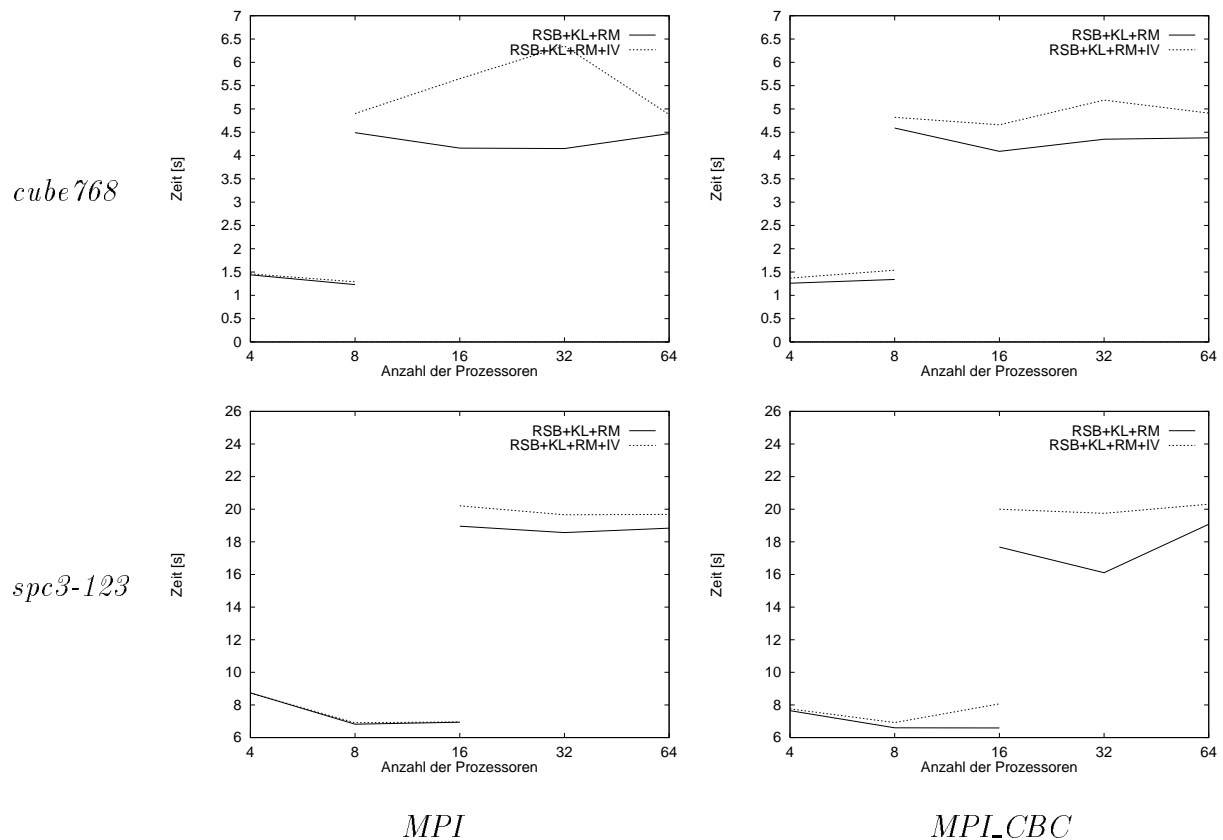 cube768
7
6.5
6
5.5
5
4.5
4
3.5
3
2.5
2
1.5
1
0.5
0
Zeit [s]
RSB+KL+RM
RSB+KL+RM+IV
4 8 16 32 64
Anzahl der Prozessoren
7
6.5
6
5.5
5
4.5
4
3.5
3
2.5
2
1.5
1
0.5
0
Zeit [s]
RSB+KL+RM
RSB+KL+RM+IV
4 8 16 32 64
Anzahl der Prozessoren
spc3-123
26
24
22
20
18
16
14
12
10
8
6
Zeit [s]
RSB+KL+RM
RSB+KL+RM+IV
4 8 16 32 64
Anzahl der Prozessoren
26
24
22
20
18
16
14
12
10
8
6
Zeit [s]
RSB+KL+RM
RSB+KL+RM+IV
4 8 16 32 64
Anzahl der Prozessoren
MPI
MPI_CBC